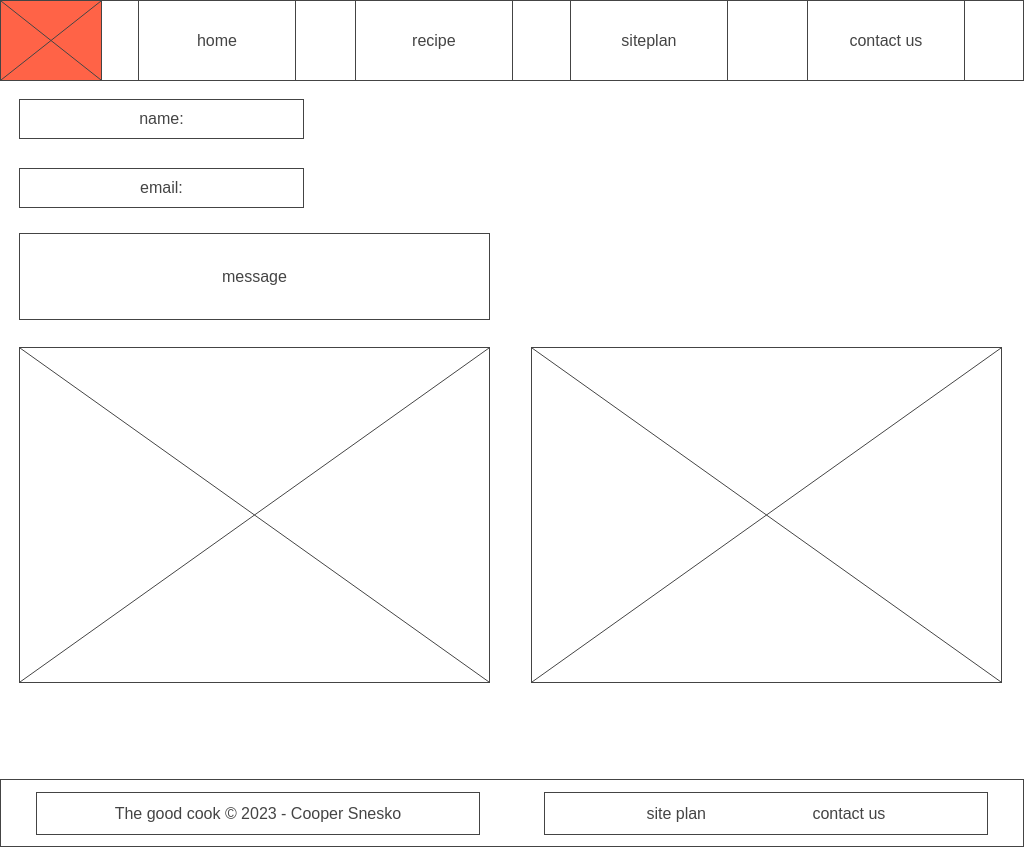 home
recipe
siteplan
contact us
name:
email:
message
The good cook © 2023 - Cooper Snesko
site plan
contact us